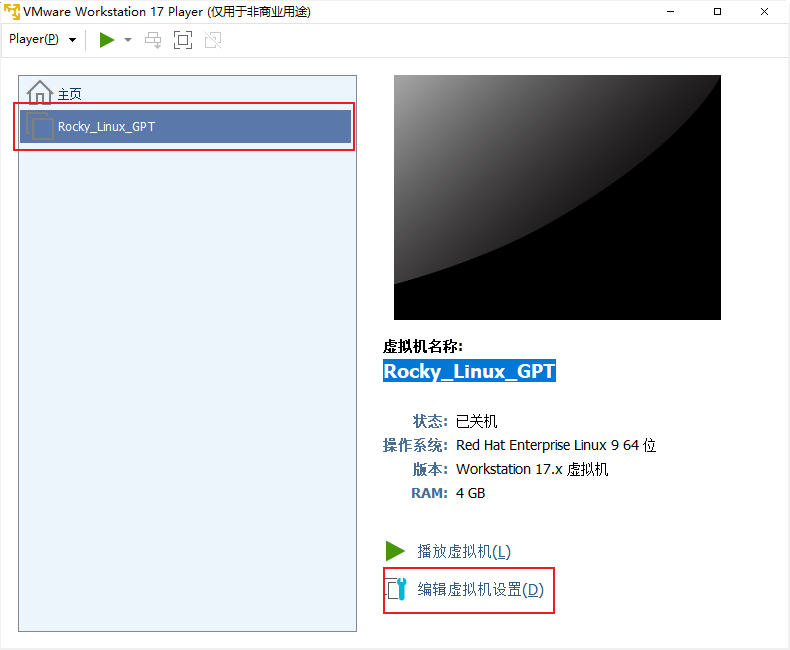 VMware Workstation 17 Player (仅用于非商业用途)
Player(P)
主页
Rocky_Linux_GPT
虚拟机名称:
Rocky_Linux_GPT
状态: 已关机
操作系统: Red Hat Enterprise Linux 9 64 位
版本: Workstation 17.x 虚拟机
RAM: 4 GB
播放虚拟机(L)
编辑虚拟机设置(D)